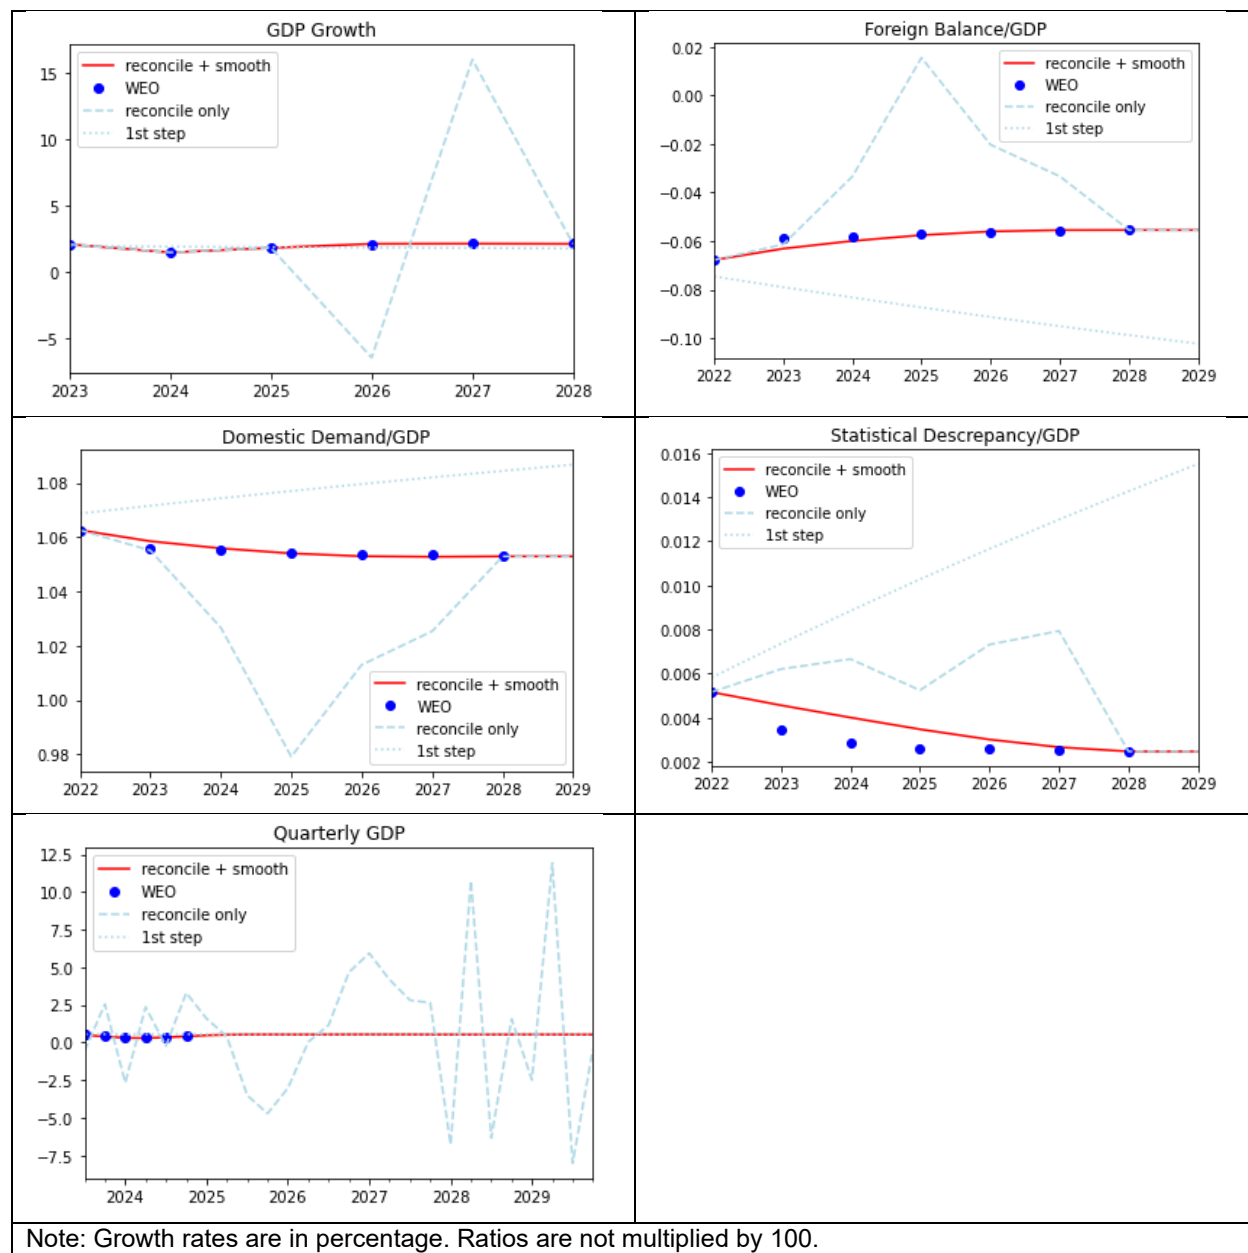 GDP Growth
reconcile + smooth
WEO
reconcile only
1st step
15
10
5
0
−5
2023 2024 2025 2026 2027 2028
Foreign Balance/GDP
reconcile + smooth
WEO
reconcile only
1st step
0.02
0.00
−0.02
−0.04
−0.06
−0.08
−0.10
2022 2023 2024 2025 2026 2027 2028 2029
Domestic Demand/GDP
1.08
1.06
1.04
1.02
1.00
0.98
reconcile + smooth
WEO
reconcile only
1st step
2022 2023 2024 2025 2026 2027 2028 2029
Statistical Descrepancy/GDP
reconcile + smooth
WEO
reconcile only
1st step
0.016
0.014
0.012
0.010
0.008
0.006
0.004
0.002
2022 2023 2024 2025 2026 2027 2028 2029
Quarterly GDP
reconcile + smooth
WEO
reconcile only
1st step
12.5
10.0
7.5
5.0
2.5
0.0
−2.5
−5.0
−7.5
2024 2025 2026 2027 2028 2029
Note: Growth rates are in percentage. Ratios are not multiplied by 100.